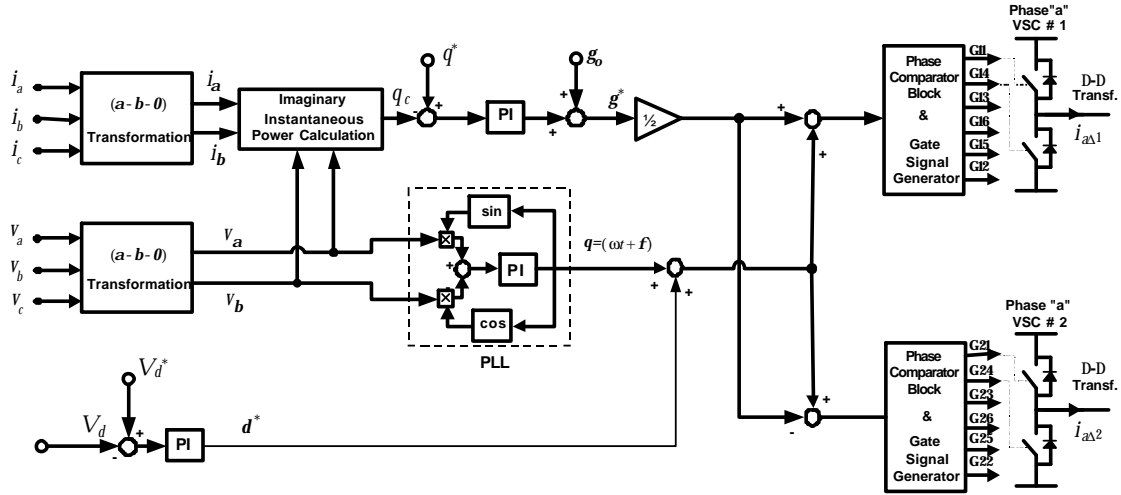 i_a
i_b
i_c
(a-b-0)
Transformation
i_a
i_b
Imaginary
Instantaneous
Power Calculation
q_c
q*
-
+
PI
g_o
+
+
g*
½
+
+
Phase
Comparator
Block
&
Gate
Signal
Generator
G11
G14
G13
G16
G15
G12
Phase"a"
VSC # 1
D-D
Transf.
i_aΔ1
V_a
V_b
V_c
(a-b-0)
Transformation
V_a
V_b
sin
×
+
PI
×
cos
PLL
q=(ωt+f)
+
+
V_d*
V_d
-
+
PI
d*
-
+
Phase
Comparator
Block
&
Gate
Signal
Generator
G21
G24
G23
G26
G25
G22
Phase "a"
VSC # 2
D-D
Transf.
i_aΔ2